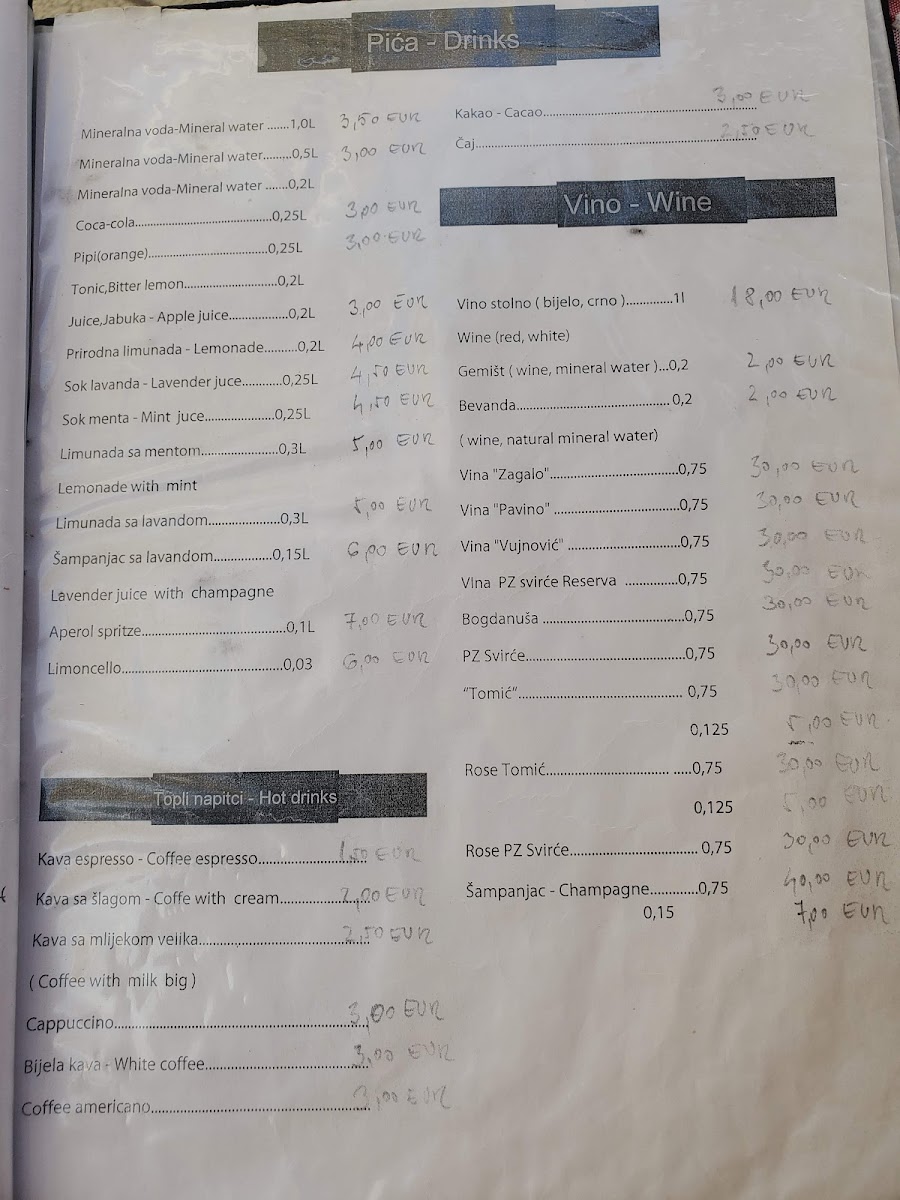 Pića - Drinks
Mineralna voda-Mineral water ......1,0L 3,50 EUR
Mineralna voda-Mineral water.........0,5L 3,00 EUR
Mineralna voda-Mineral water .......0,2L
Coca-cola..........................................0,25L 3,00 EUR
Pipi(orange).....................................0,25L 3,00 EUR
Tonic,Bitter lemon............................0,2L
Juice,Jabuka - Apple juice..................0,2L 3.00 EUR
Prirodna limunada - Lemonade..........0,2L 4,00 EUR
Sok lavanda - Lavender juce............0,25L 4,50 EUR
Sok menta - Mint juce.....................0,25L 4,50 EUR
Limunada sa mentom.......................0,3L 5,00 EUR
Lemonade with mint
Limunada sa lavandom.....................0,3L 5,00 EUR
Šampanjac sa lavandom.................0,15L 6,00 EUR
Lavender juice with champagne
Aperol spritze...........................................0,1L 7,00 EUR
Limoncello................................................0,03 6,00 EUR
Topli napitci - Hot drinks
Kava espresso - Coffee espresso........................... 1,50 EUR
Kava sa šlagom - Coffe with cream...................... 2,00 EUR
Kava sa mlijekom velika.......................................... 2,50 EUR
( Coffee with milk big )
Cappuccino............................................................. 3,00 EUR
Bijela kava - White coffee....................................... 3,00 EUR
Coffee americano.................................................... 3,00 EUR
Kakao - Cacao...................................................... 3,00 EUR
Čaj....................................................................... 2,50 EUR
Vino - Wine
Vino stolno ( bijelo, crno ).............1l 18,00 EUR
Wine (red, white)
Gemišt ( wine, mineral water )...0,2 2,00 EUR
Bevanda........................................ 0,2 2,00 EUR
( wine, natural mineral water)
Vina "Zagalo".................................0,75 30,00 EUR
Vina "Pavino" .................................0,75 30,00 EUR
Vina "Vujnović" .............................0,75 30,00 EUR
VIna PZ svirće Reserva ..............0,75 30,00 EUR
Bogdanuša ....................................0,75 30,00 EUR
PZ Svirće.........................................0,75 30,00 EUR
“Tomić”.......................................... 0,75 30,00 EUR
0,125 5,00 EUR
Rose Tomić............................... .....0,75 30,00 EUR
0,125 5,00 EUR
Rose PZ Svirće................................ 0,75 30,00 EUR
Šampanjac - Champagne............0,75 40,00 EUR
0,15 7,00 EUR